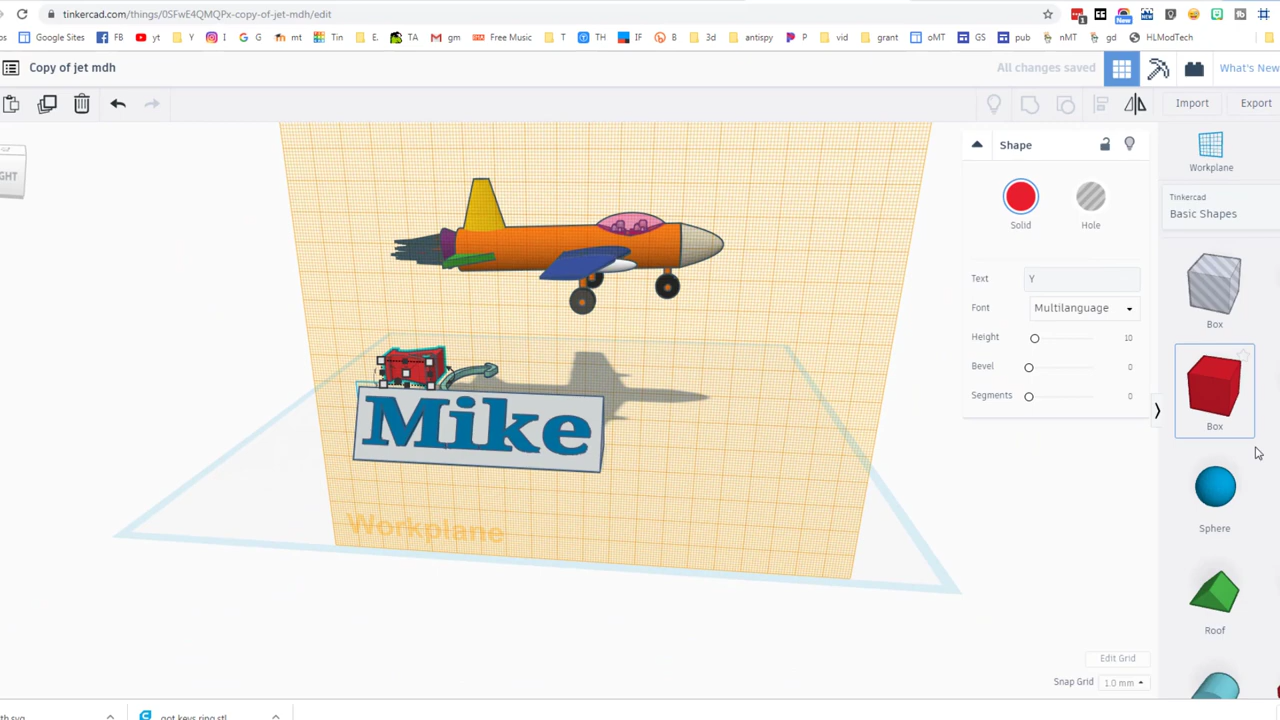 tinkercad.com/things/0SFwE4QMQPx-copy-of-jet-mdh/edit
Google Sites FB yt Y I G mt Tin E. TA gm Free Music T TH IF B 3d antispy P vid grant oMT GS pub nMT gd HLModTech
Copy of jet mdh
All changes saved
What's New
Import Export
GHT
Shape
Workplane
Tinkercad
Basic Shapes
Solid Hole
Text Y
Font Multilanguage
Height 10
Bevel 0
Segments 0
Box
Box
Mike
Workplane
Sphere
Roof
Edit Grid
Snap Grid 1.0 mm
th.svg
got keys ring.stl